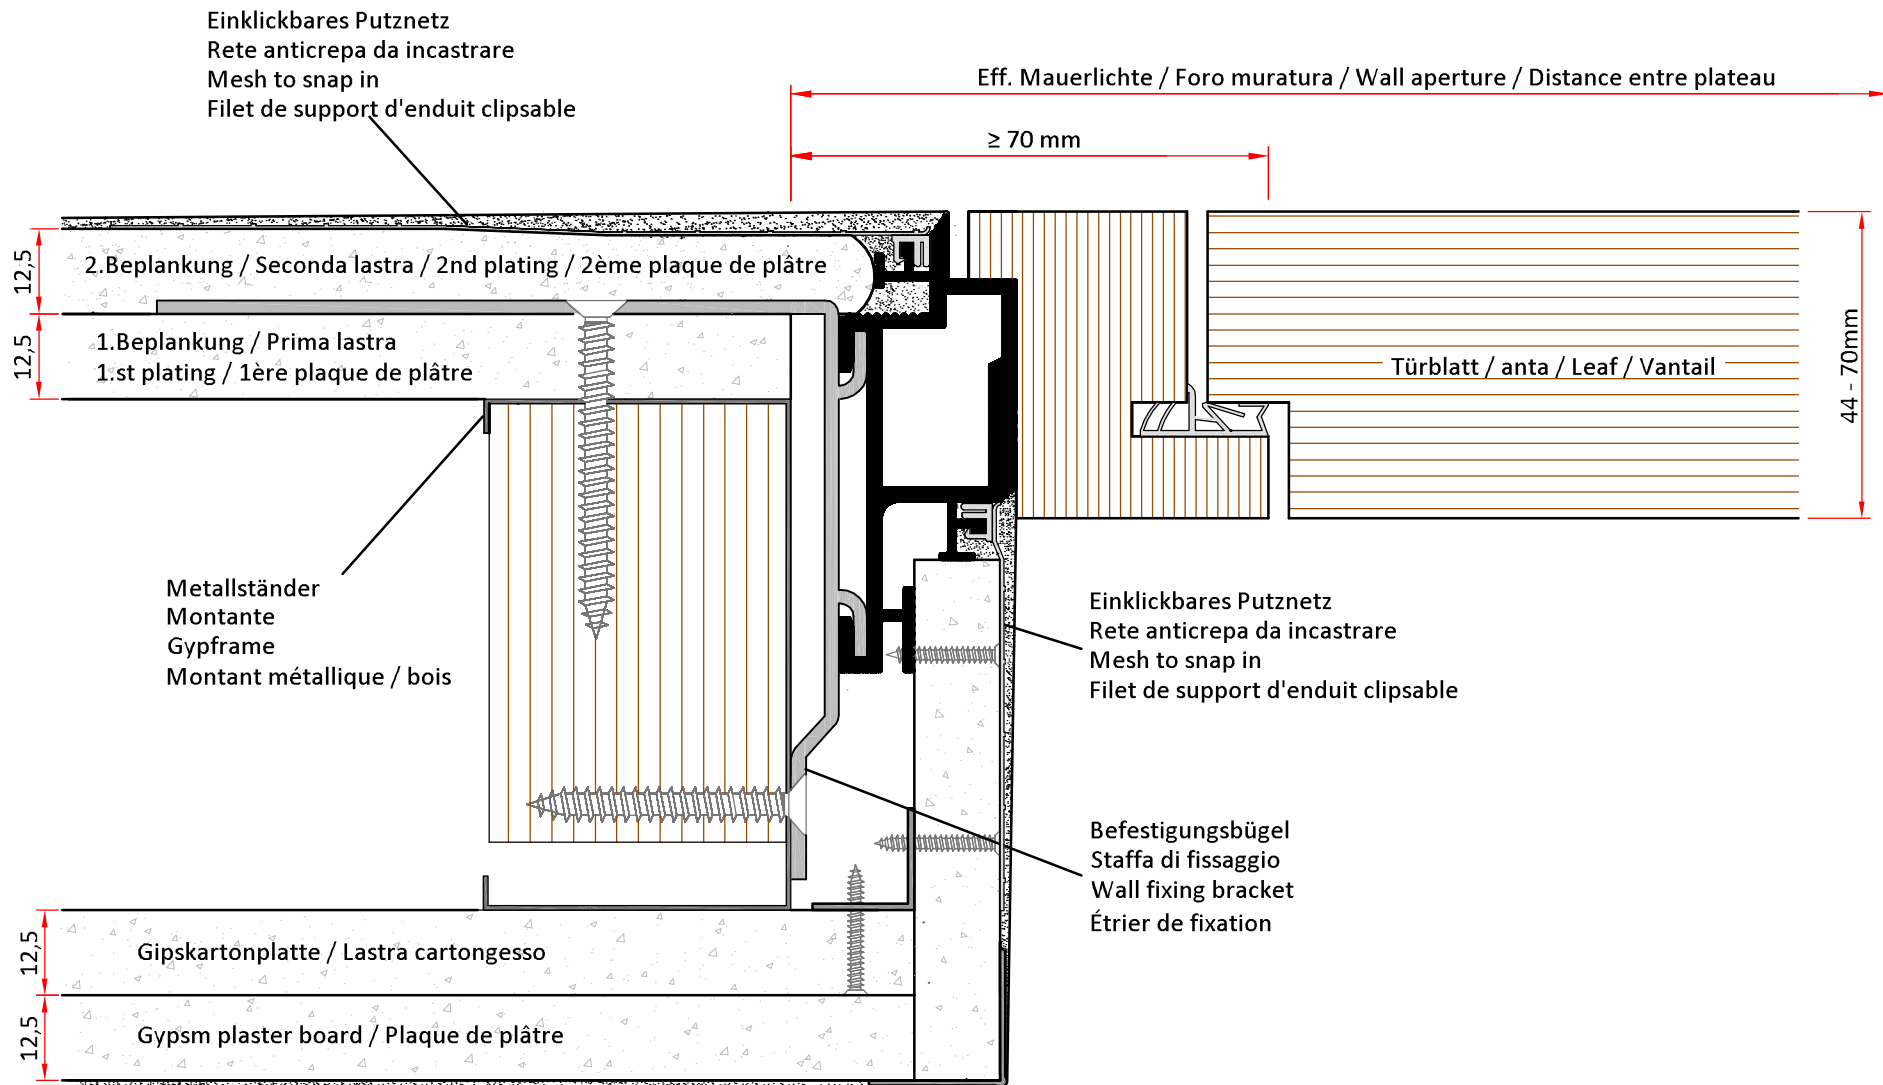 Einklickbares Putznetz
Rete anticrepa da incastrare
Mesh to snap in
Filet de support d'enduit clipsable
Eff. Mauerlichte / Foro muratura / Wall aperture / Distance entre plateau
≥ 70 mm
12,5
2.Beplankung / Seconda lastra / 2nd plating / 2ème plaque de plâtre
12,5
1.Beplankung / Prima lastra
1.st plating / 1ère plaque de plâtre
Türblatt / anta / Leaf / Vantail
44 - 70mm
Metallständer
Montante
Gypframe
Montant métallique / bois
Einklickbares Putznetz
Rete anticrepa da incastrare
Mesh to snap in
Filet de support d'enduit clipsable
Befestigungsbügel
Staffa di fissaggio
Wall fixing bracket
Étrier de fixation
12,5
Gipskartonplatte / Lastra cartongesso
12,5
Gypsm plaster board / Plaque de plâtre